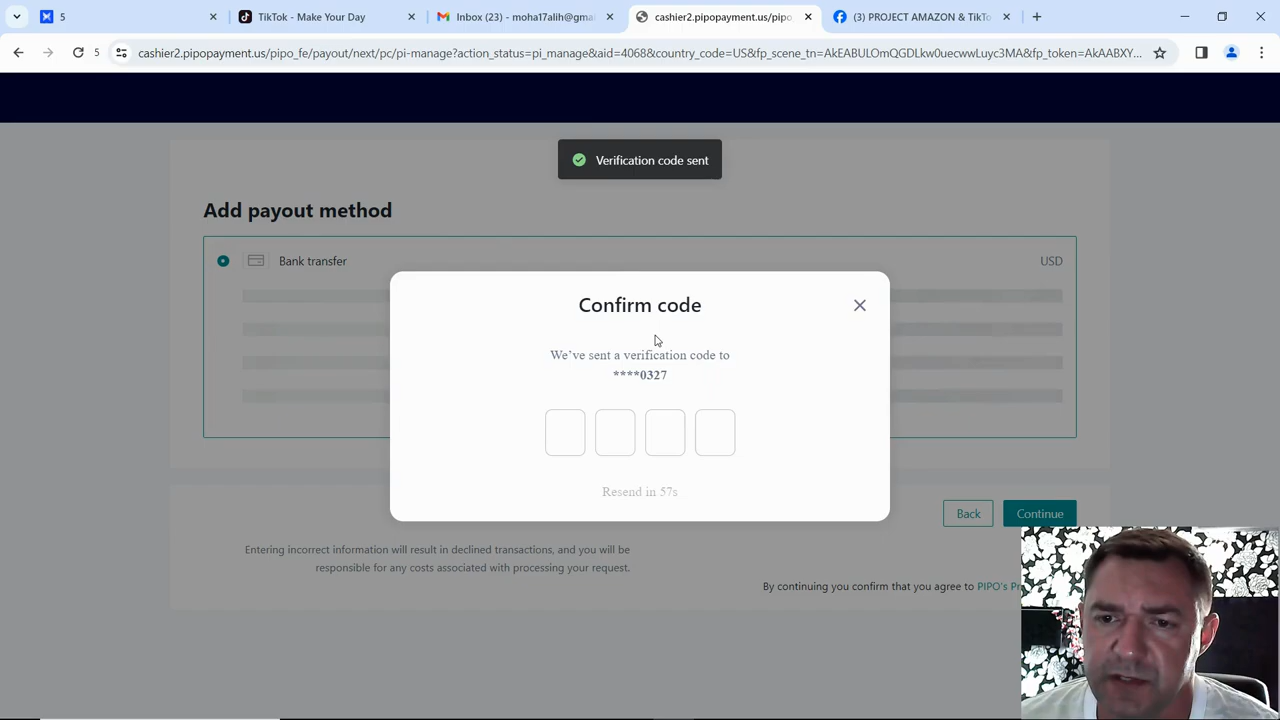 5
TikTok - Make Your Day
Inbox (23) - moha17alih@gmai
cashier2.pipopayment.us/pipo_
(3) PROJECT AMAZON & TikTo
cashier2.pipopayment.us/pipo_fe/payout/next/pc/pi-manage?action_status=pi_manage&aid=4068&country_code=US&fp_scene_tn=AkEABULOmQGDLkw0uecwwLuyc3MA&fp_token=AkAABXY...
Verification code sent
Add payout method
Bank transfer
USD
Confirm code
We've sent a verification code to
****0327
Resend in 57s
Back
Continue
Entering incorrect information will result in declined transactions, and you will be
responsible for any costs associated with processing your request.
By continuing you confirm that you agree to PIPO's Pr